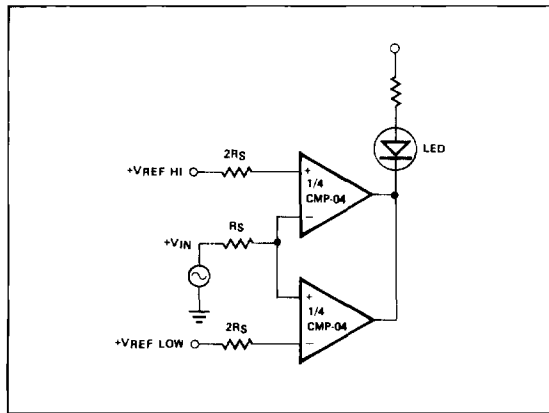 LED
+VREF HI
2RS
+
1/4
CMP-04
−
+VIN
RS
+
1/4
CMP-04
−
+VREF LOW
2RS